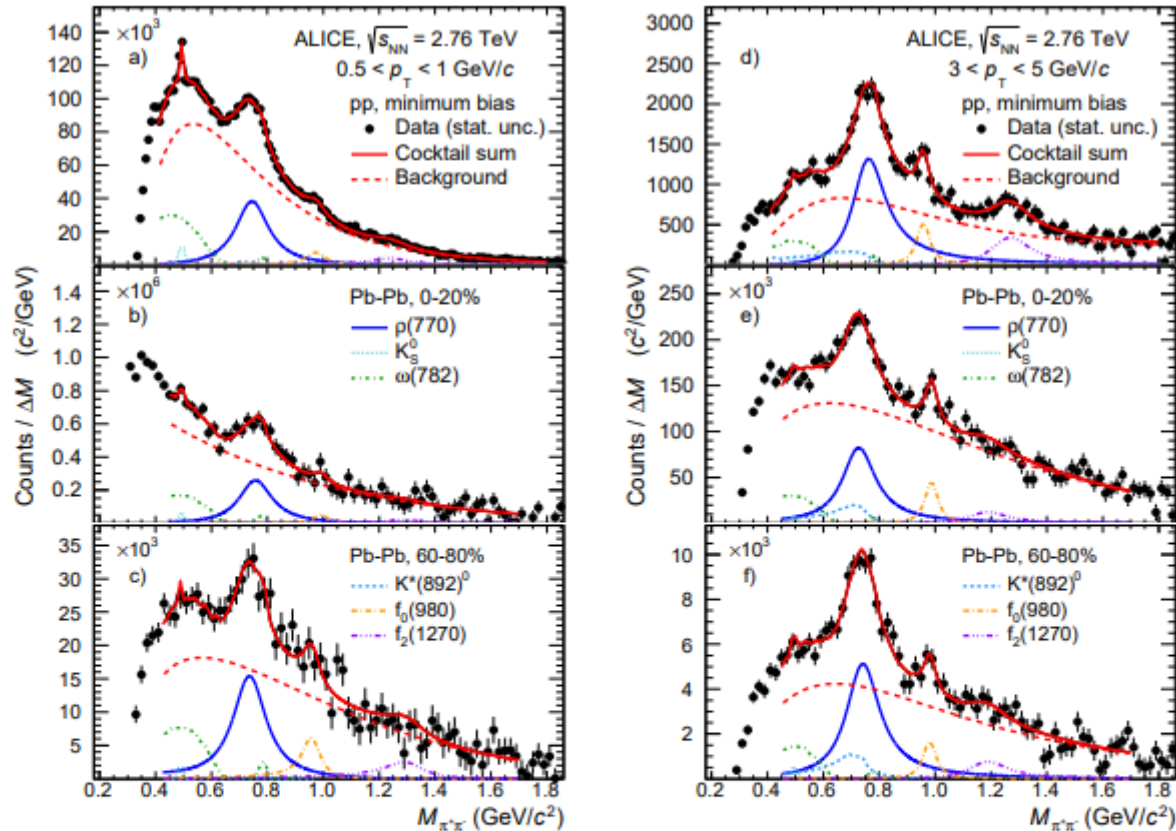 ×10³
140
120
100
80
60
40
20
a)
ALICE, √s_NN = 2.76 TeV
0.5 < p_T < 1 GeV/c
pp, minimum bias
Data (stat. unc.)
Cocktail sum
Background
×10⁶
1.4
1.2
1.0
0.8
0.6
0.4
0.2
b)
Pb-Pb, 0-20%
ρ(770)
K⁰_S
ω(782)
×10³
35
30
25
20
15
10
5
c)
Pb-Pb, 60-80%
K*(892)⁰
f₀(980)
f₂(1270)
Counts / ΔM (c²/GeV)
0.2 0.4 0.6 0.8 1.0 1.2 1.4 1.6 1.8
M_π⁺π⁻ (GeV/c²)
3000
2500
2000
1500
1000
500
d)
ALICE, √s_NN = 2.76 TeV
3 < p_T < 5 GeV/c
pp, minimum bias
Data (stat. unc.)
Cocktail sum
Background
×10³
250
200
150
100
50
e)
Pb-Pb, 0-20%
ρ(770)
K⁰_S
ω(782)
×10³
10
8
6
4
2
f)
Pb-Pb, 60-80%
K*(892)⁰
f₀(980)
f₂(1270)
Counts / ΔM (c²/GeV)
0.2 0.4 0.6 0.8 1.0 1.2 1.4 1.6 1.8
M_π⁺π⁻ (GeV/c²)